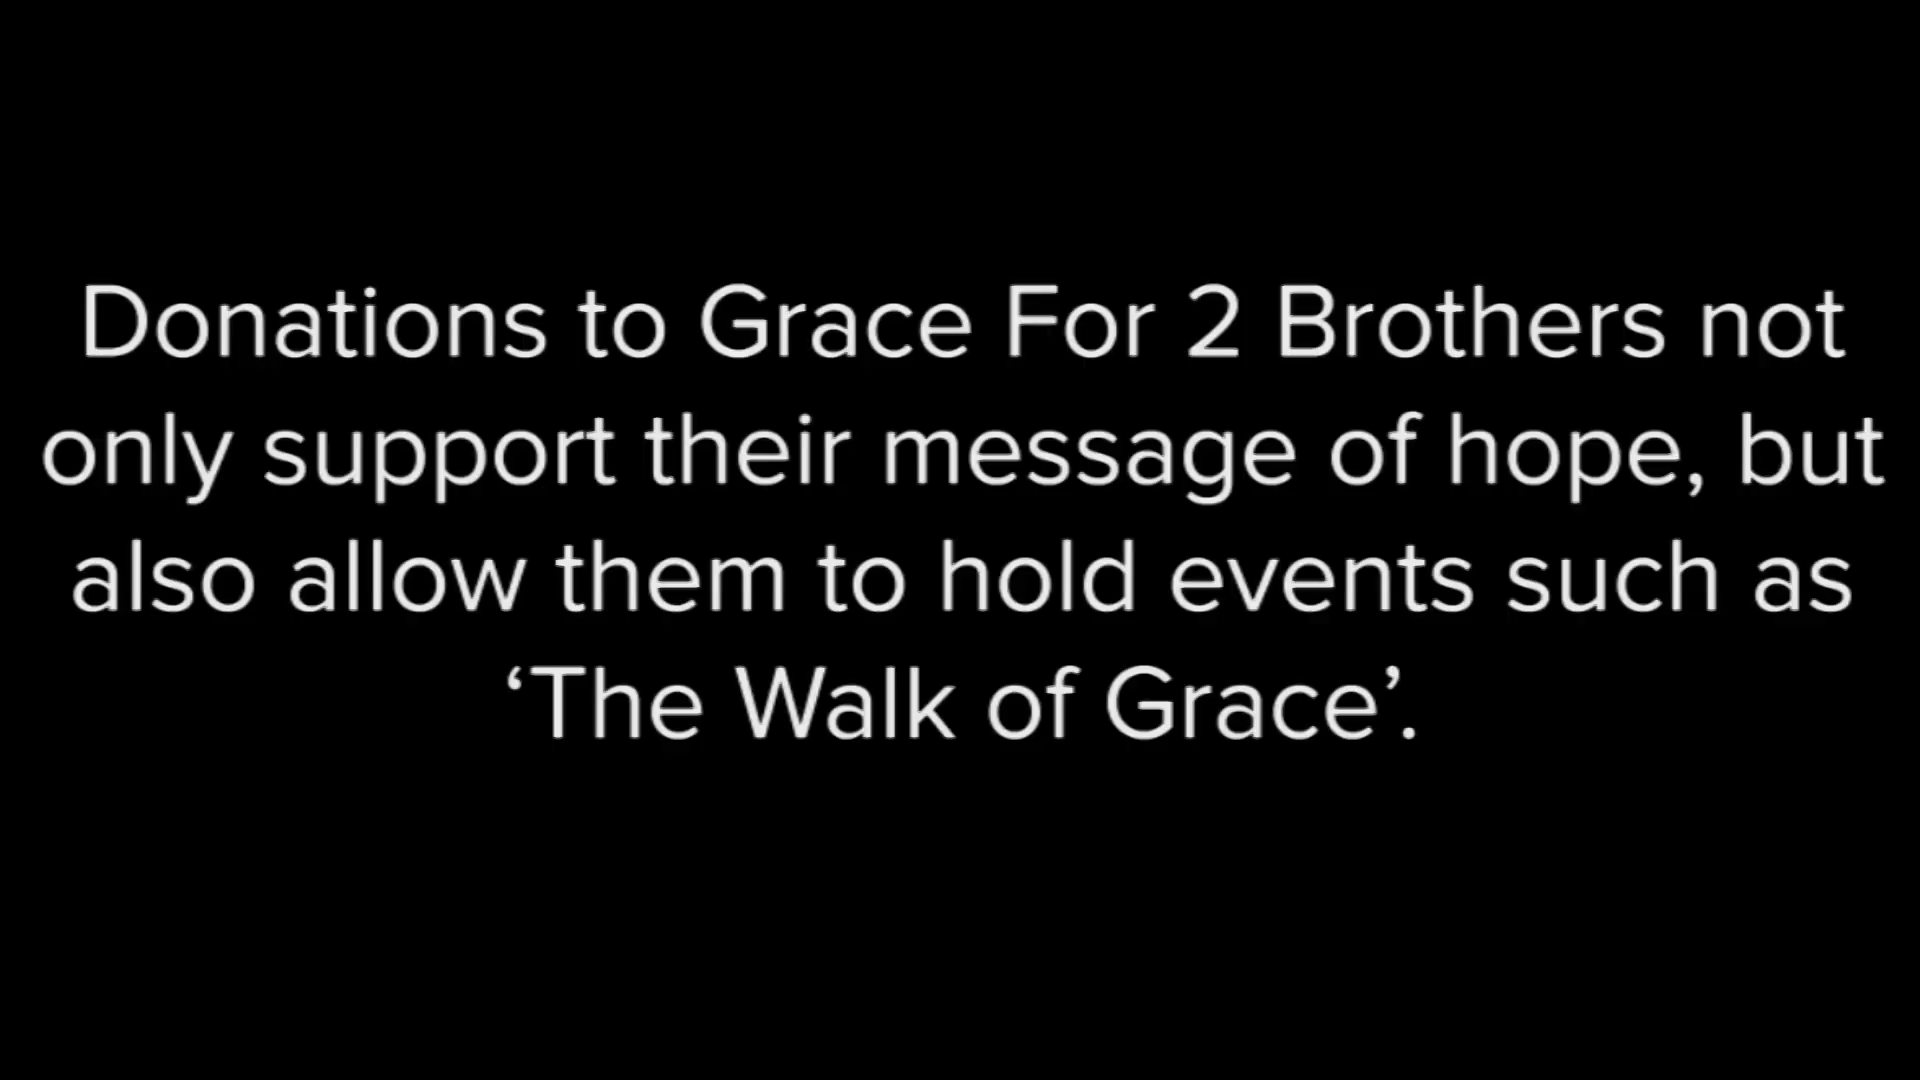 Donations to Grace For 2 Brothers not
only support their message of hope, but
also allow them to hold events such as
‘The Walk of Grace’.